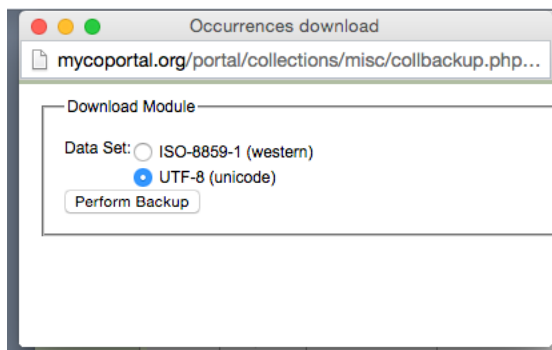 Occurrences download
mycoportal.org/portal/collections/misc/collbackup.php...
Download Module
Data Set: ISO-8859-1 (western)
UTF-8 (unicode)
Perform Backup